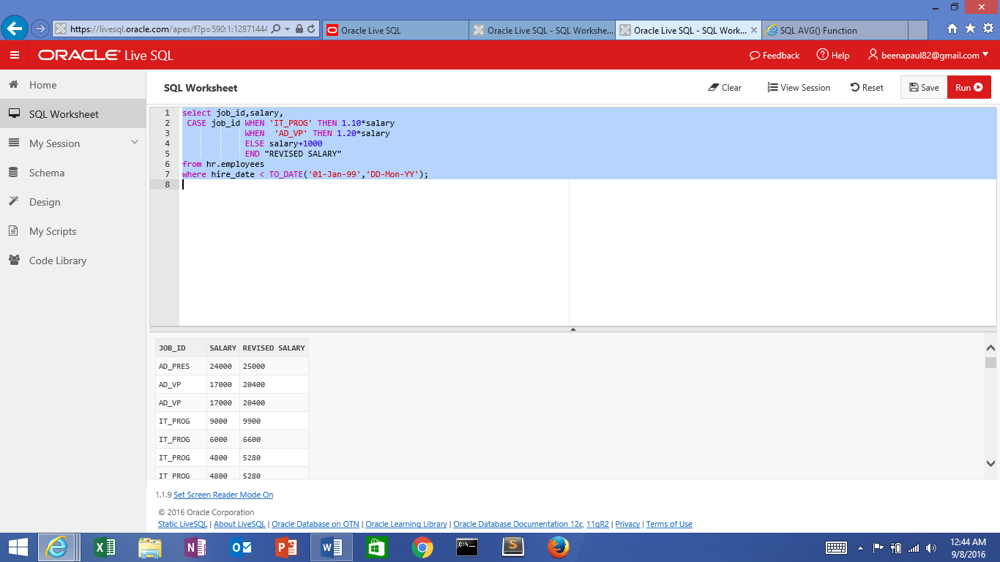 https://livesql.oracle.com/apex/f?p=590:1:12871444
Oracle Live SQL
Oracle Live SQL - SQL Workshe...
Oracle Live SQL - SQL Work...
SQL AVG() Function
ORACLE Live SQL
Feedback
Help
beenapaul82@gmail.com
Home
SQL Worksheet
My Session
Schema
Design
My Scripts
Code Library
SQL Worksheet
Clear
View Session
Reset
Save
Run
1 select job_id,salary,
2 CASE job_id WHEN 'IT_PROG' THEN 1.10*salary
3 WHEN 'AD_VP' THEN 1.20*salary
4 ELSE salary+1000
5 END "REVISED SALARY"
6 from hr.employees
7 where hire_date < TO_DATE('01-Jan-99','DD-Mon-YY');
8
JOB_ID SALARY REVISED SALARY
AD_PRES 24000 25000
AD_VP 17000 20400
AD_VP 17000 20400
IT_PROG 9000 9900
IT_PROG 6000 6600
IT_PROG 4800 5280
IT_PROG 4800 5280
1.1.9 Set Screen Reader Mode On
© 2016 Oracle Corporation
Static LiveSQL | About LiveSQL | Oracle Database on OTN | Oracle Learning Library | Oracle Database Documentation 12c, 11gR2 | Privacy | Terms of Use
12:44 AM
9/8/2016